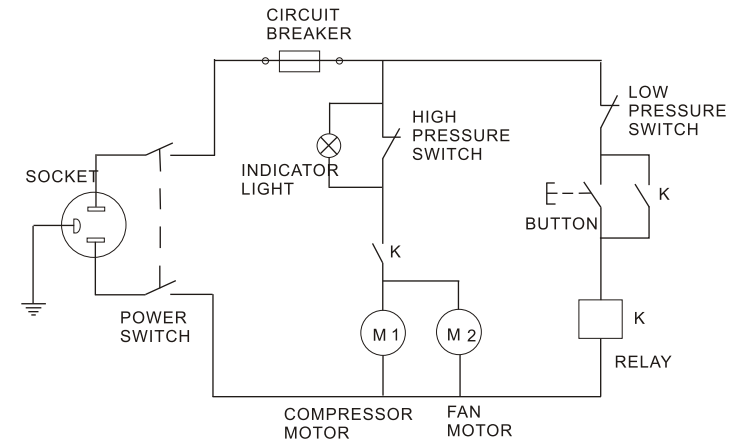 CIRCUIT
BREAKER
LOW
PRESSURE
SWITCH
HIGH
PRESSURE
SWITCH
INDICATOR
LIGHT
SOCKET
K
BUTTON
K
POWER
SWITCH
K
M 1
M 2
RELAY
COMPRESSOR
MOTOR
FAN
MOTOR